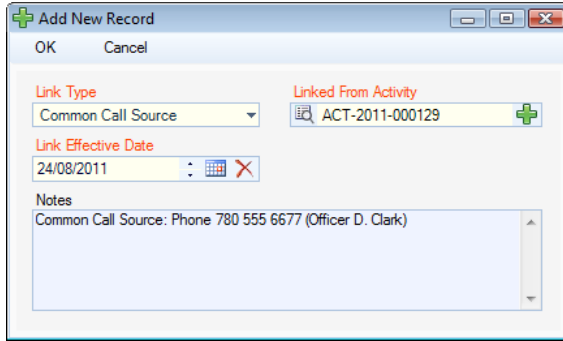 Add New Record
OK Cancel
Link Type Linked From Activity
Common Call Source ACT-2011-000129
Link Effective Date
24/08/2011
Notes
Common Call Source: Phone 780 555 6677 (Officer D. Clark)